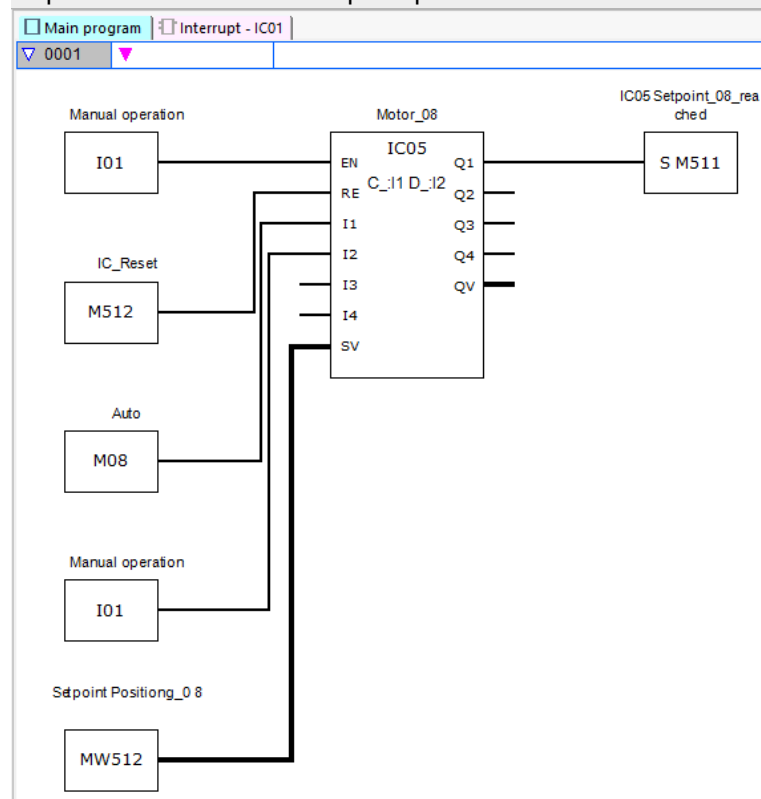 Main program
Interrupt - IC01
0001
IC05 Setpoint_08_rea
ched
Manual operation
Motor_08
I01
IC05
C_:I1 D_:I2
EN
RE
I1
I2
I3
I4
SV
Q1
Q2
Q3
Q4
QV
S M511
IC_Reset
M512
Auto
M08
Manual operation
I01
Setpoint Positiong_0 8
MW512